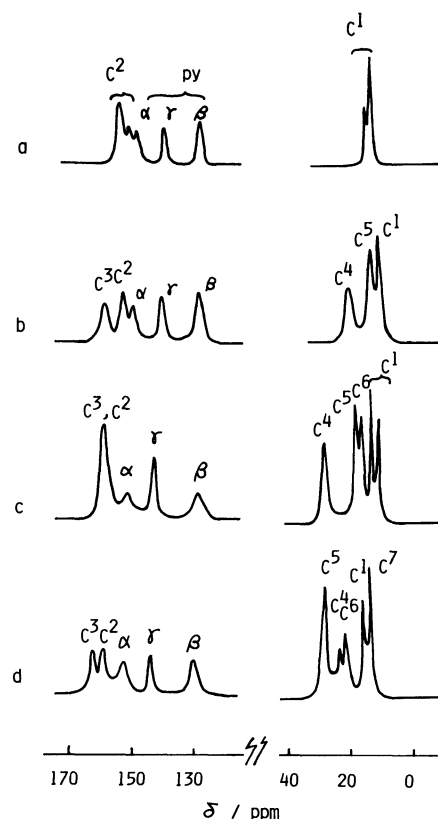 C¹
C² py
α γ β
a
C³C² α γ β C⁴ C⁵ C¹
b
C³,C² α γ β C⁴ C⁵C⁶ C¹
c
C³C² α γ β C⁵ C⁴C⁶ C¹ C⁷
d
170 150 130 40 20 0
δ / ppm